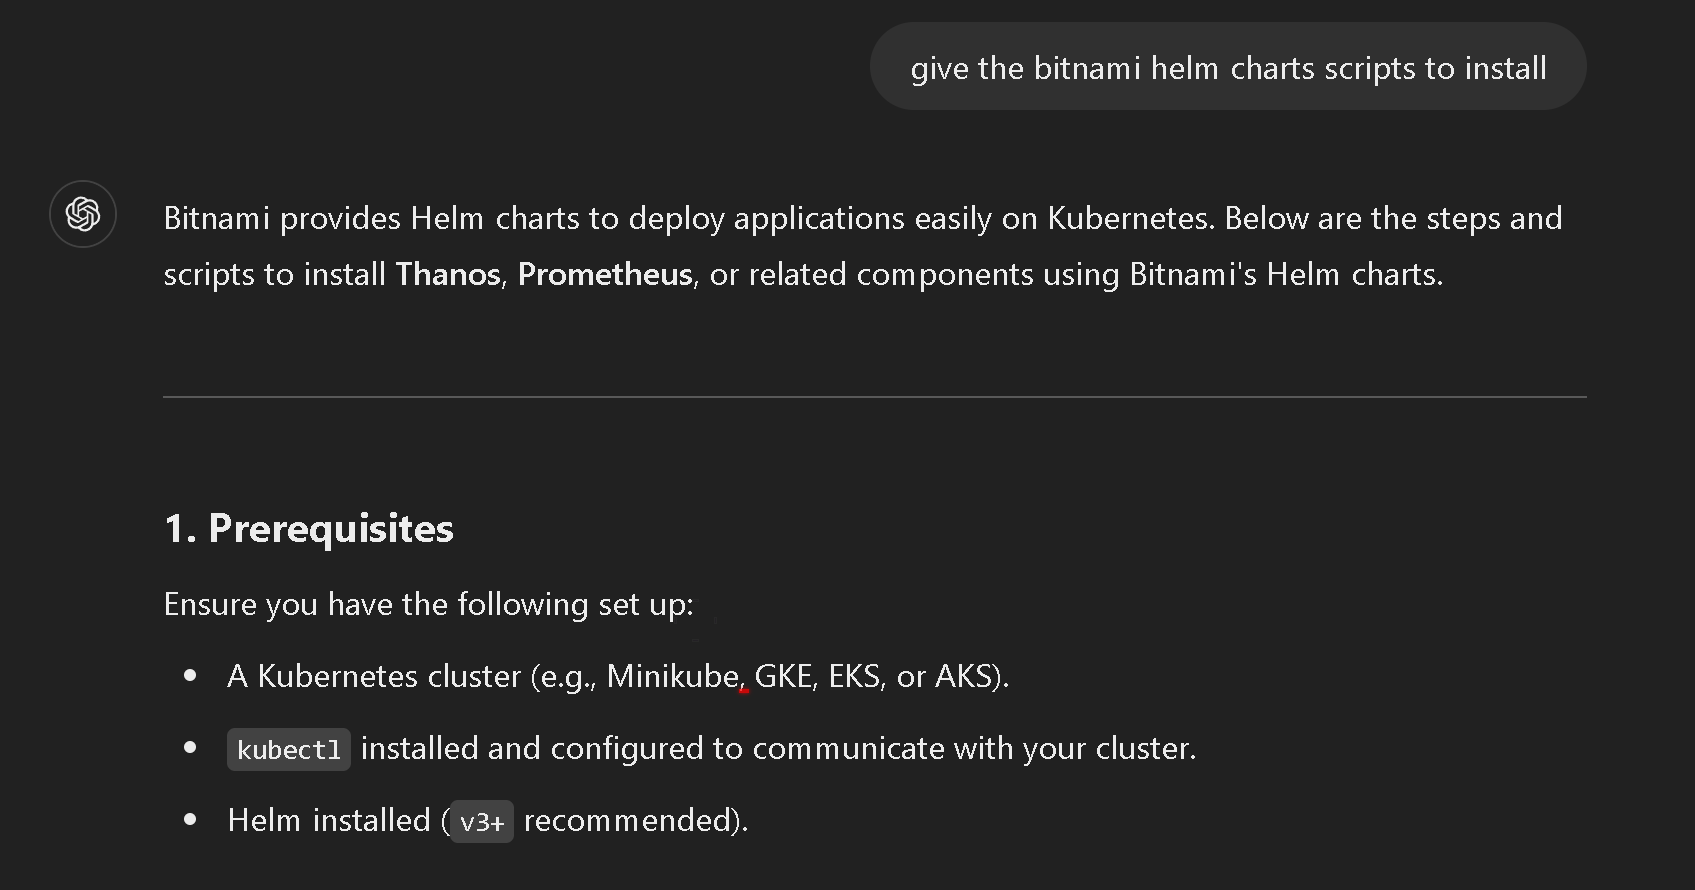 give the bitnami helm charts scripts to install
Bitnami provides Helm charts to deploy applications easily on Kubernetes. Below are the steps and
scripts to install Thanos, Prometheus, or related components using Bitnami's Helm charts.
1. Prerequisites
Ensure you have the following set up:
• A Kubernetes cluster (e.g., Minikube, GKE, EKS, or AKS).
• kubectl installed and configured to communicate with your cluster.
• Helm installed (v3+ recommended).